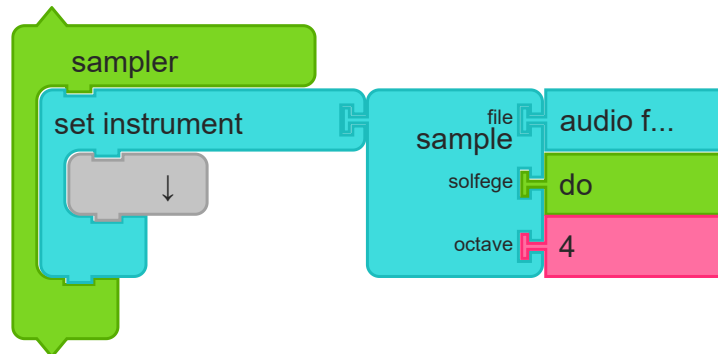 sampler
set instrument
file
sample
audio f...
solfege
do
octave
4
↓